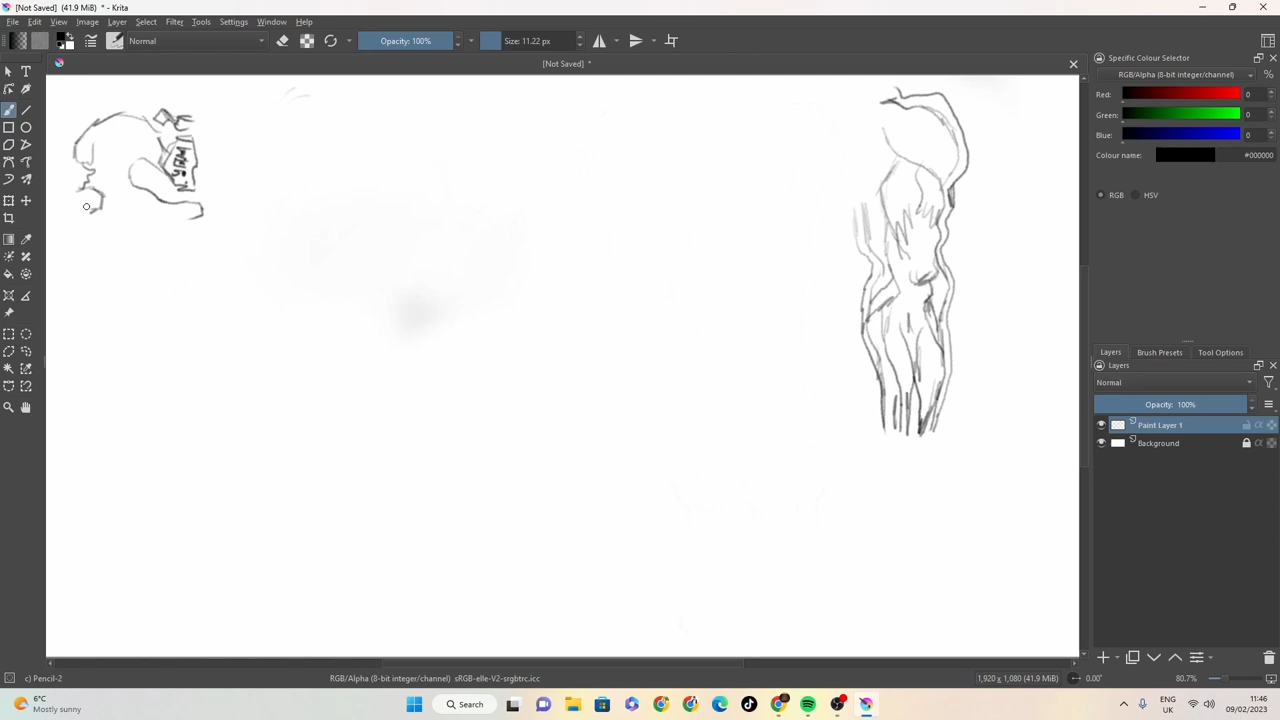 [Not Saved] (41.9 MiB) * - Krita
File Edit View Image Layer Select Filter Tools Settings Window Help
Normal Opacity: 100% Size: 11.22 px
[Not Saved] *
Specific Colour Selector
RGB/Alpha (8-bit integer/channel) %
Red: 0
Green: 0
Blue: 0
Colour name: #000000
RGB HSV
Layers Brush Presets Tool Options
Layers
Normal
Opacity: 100%
Paint Layer 1
Background
c) Pencil-2 RGB/Alpha (8-bit integer/channel) sRGB-elle-V2-srgbtrc.icc 1,920 x 1,080 (41.9 MiB) 0.00° 80.7%
6°C
Mostly sunny
Search
ENG
UK
11:46
09/02/2023